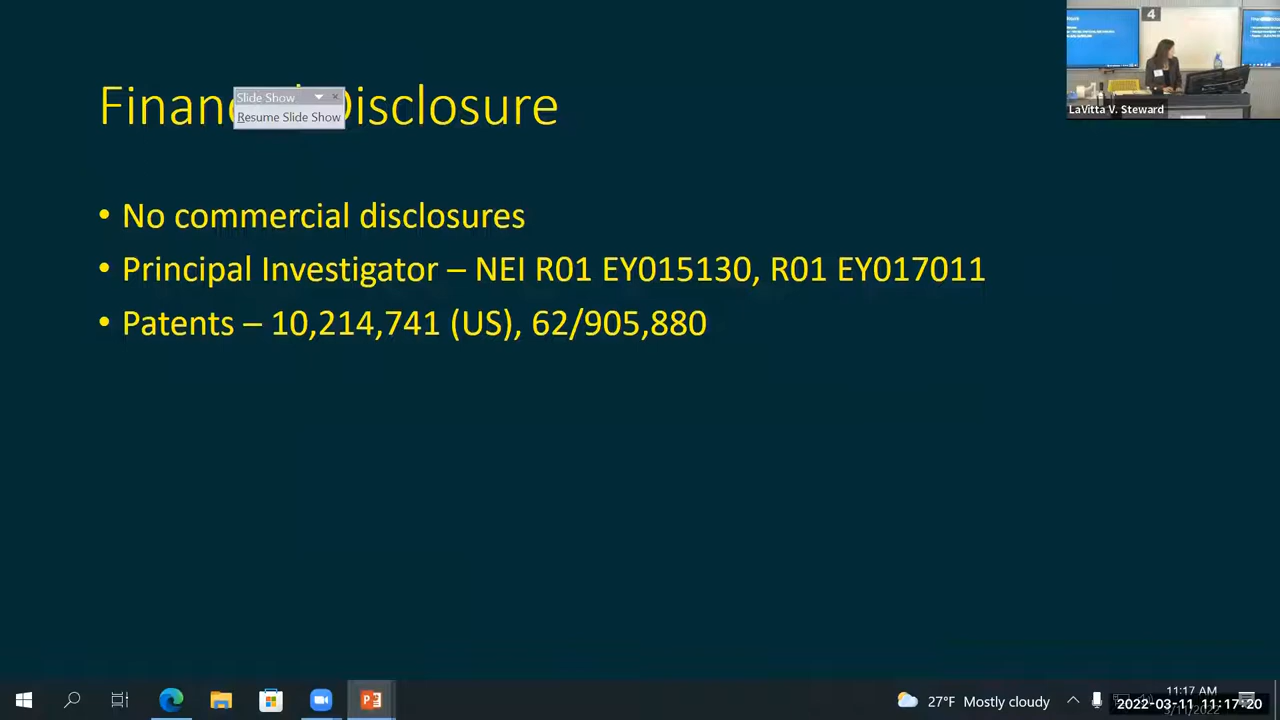 4
LaVitta V. Steward
Slide Show
Resume Slide Show
Financial Disclosure
• No commercial disclosures
• Principal Investigator – NEI R01 EY015130, R01 EY017011
• Patents – 10,214,741 (US), 62/905,880
27°F Mostly cloudy
11:17 AM
2022-03-11 11:17:20